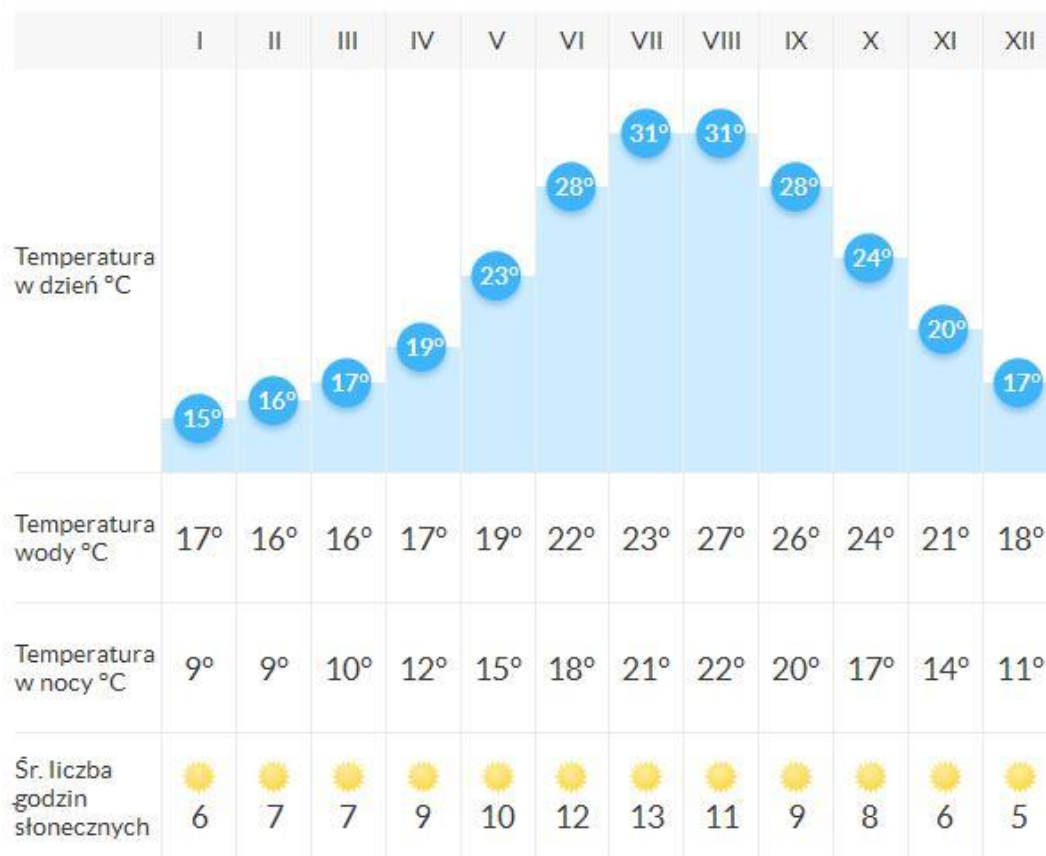 I II III IV V VI VII VIII IX X XI XII
15° 16° 17° 19° 23° 28° 31° 31° 28° 24° 20° 17°
Temperatura
w dzień °C
Temperatura
wody °C
17° 16° 16° 17° 19° 22° 23° 27° 26° 24° 21° 18°
Temperatura
w nocy °C
9° 9° 10° 12° 15° 18° 21° 22° 20° 17° 14° 11°
Śr. liczba
godzin
słonecznych
6 7 7 9 10 12 13 11 9 8 6 5